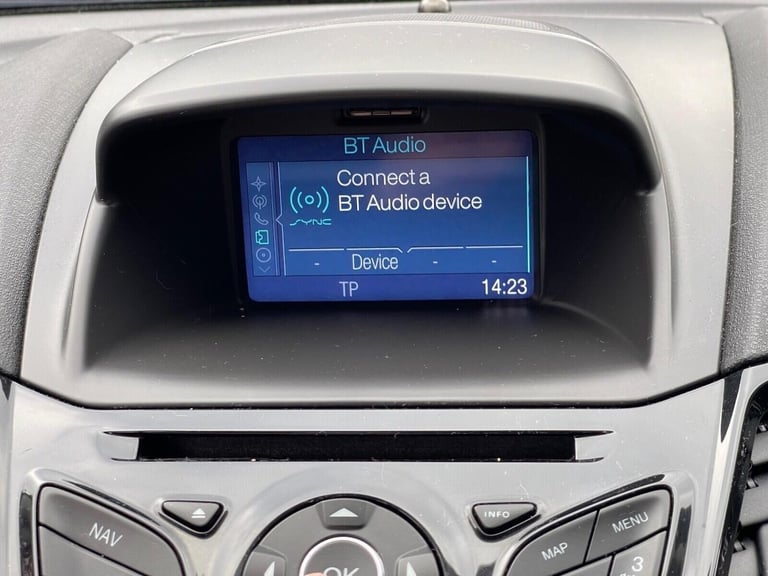 BT Audio
Connect a
BT Audio device
SYNC
- Device - -
TP 14:23
NAV
INFO
MAP
MENU
OK
3